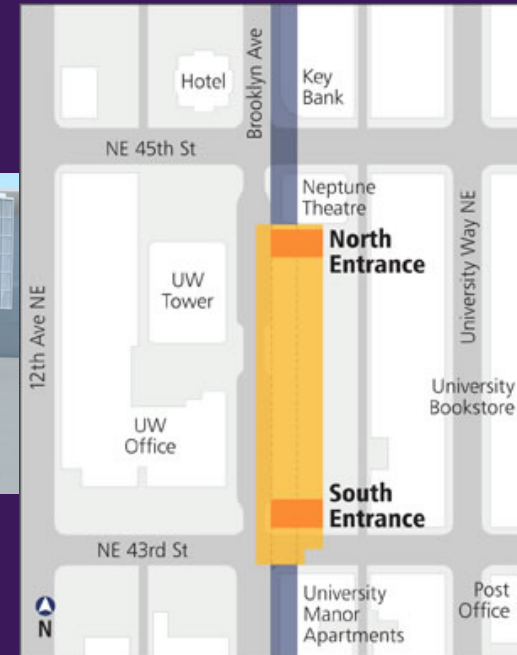 Brooklyn Ave
Hotel
Key
Bank
NE 45th St
Neptune
Theatre
North
Entrance
University Way NE
UW
Tower
12th Ave NE
University
Bookstore
UW
Office
South
Entrance
NE 43rd St
University
Manor
Apartments
Post
Office
N